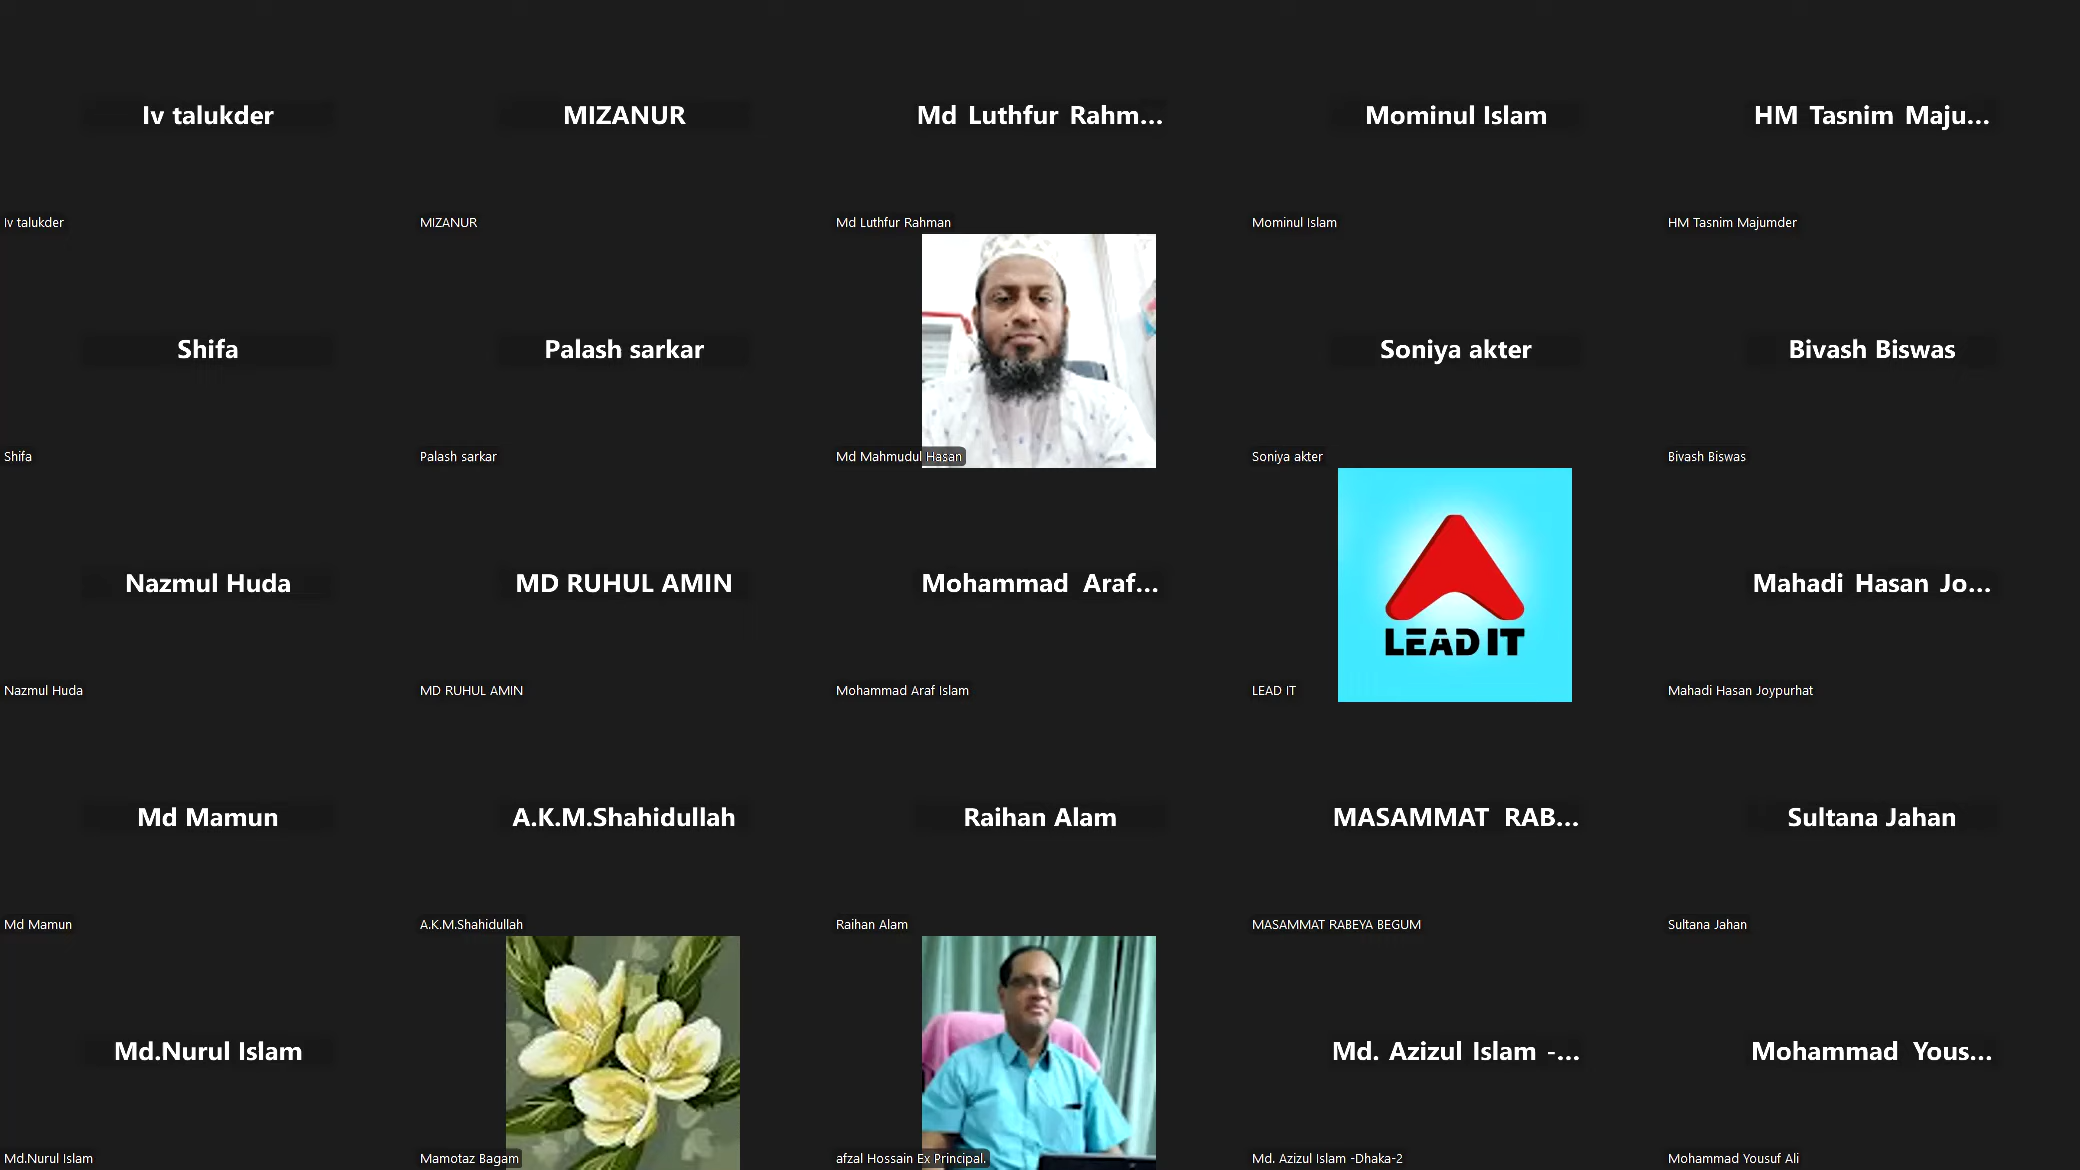 Iv talukder
MIZANUR
Md Luthfur Rahm...
Mominul Islam
HM Tasnim Maju...
Iv talukder
MIZANUR
Md Luthfur Rahman
Mominul Islam
HM Tasnim Majumder
Shifa
Palash sarkar
Soniya akter
Bivash Biswas
Shifa
Palash sarkar
Md Mahmudul Hasan
Soniya akter
Bivash Biswas
Nazmul Huda
MD RUHUL AMIN
Mohammad Araf...
LEAD IT
Mahadi Hasan Jo...
Nazmul Huda
MD RUHUL AMIN
Mohammad Araf Islam
LEAD IT
Mahadi Hasan Joypurhat
Md Mamun
A.K.M.Shahidullah
Raihan Alam
MASAMMAT RAB...
Sultana Jahan
Md Mamun
A.K.M.Shahidullah
Raihan Alam
MASAMMAT RABEYA BEGUM
Sultana Jahan
Md.Nurul Islam
Md. Azizul Islam -...
Mohammad Yous...
Md.Nurul Islam
Mamotaz Bagam
afzal Hossain Ex Principal.
Md. Azizul Islam -Dhaka-2
Mohammad Yousuf Ali